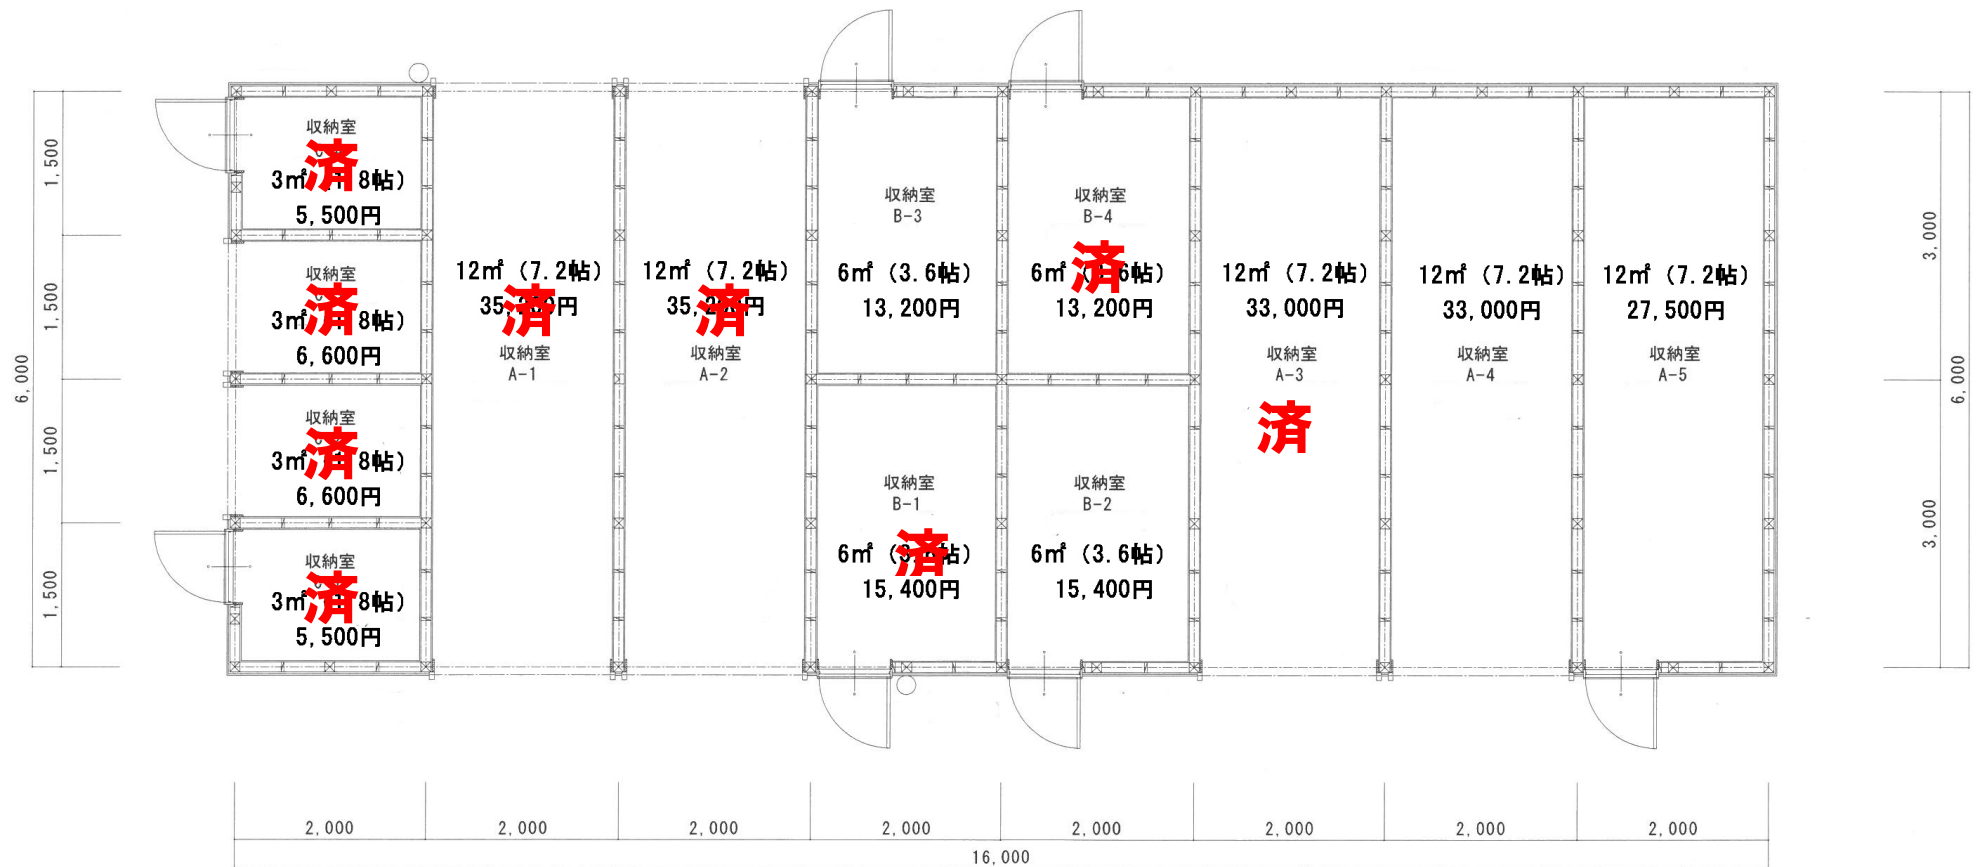 収納室
済
3㎡
8帖)
5,500円
収納室
済
3㎡
8帖)
6,600円
収納室
済
3㎡
8帖)
6,600円
収納室
済
3㎡
8帖)
5,500円
12㎡ (7.2帖)
済
収納室
A-1
12㎡ (7.2帖)
済
収納室
A-2
収納室
B-3
6㎡ (3.6帖)
13,200円
収納室
B-4
済
6㎡
13,200円
12㎡ (7.2帖)
33,000円
収納室
A-3
済
12㎡ (7.2帖)
33,000円
収納室
A-4
12㎡ (7.2帖)
27,500円
収納室
A-5
収納室
B-1
済
6㎡
15,400円
収納室
B-2
6㎡ (3.6帖)
15,400円
1,500
1,500
1,500
1,500
6,000
3,000
3,000
6,000
2,000
2,000
2,000
2,000
2,000
2,000
2,000
2,000
16,000